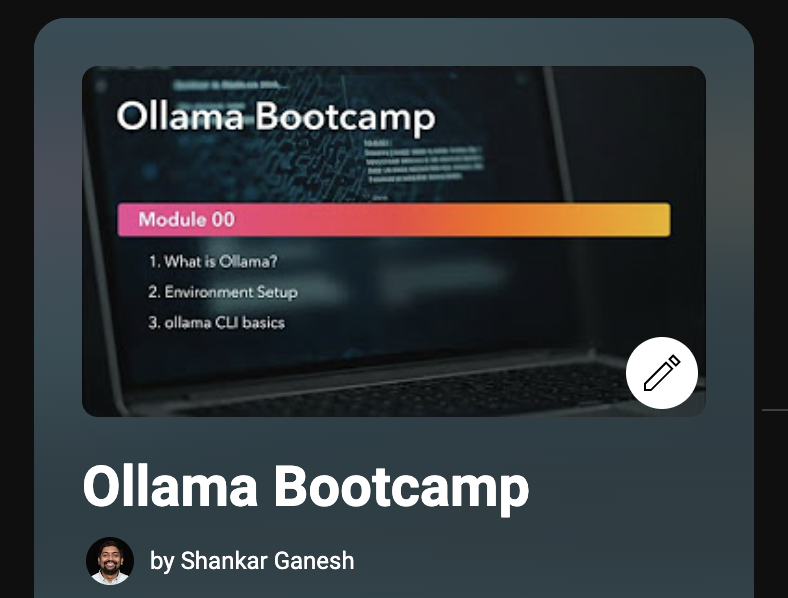 Ollama Bootcamp
Module 00
1. What is Ollama?
2. Environment Setup
3. ollama CLI basics
Ollama Bootcamp
by Shankar Ganesh